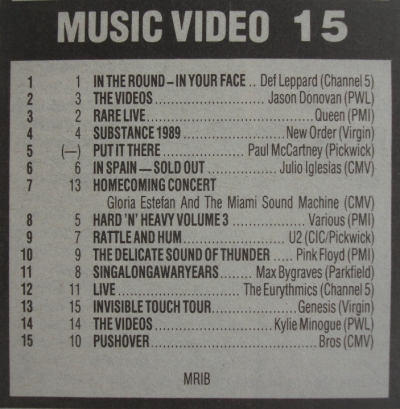 MUSIC VIDEO 15
1 1 IN THE ROUND – IN YOUR FACE .. Def Leppard (Channel 5)
2 3 THE VIDEOS ........................ Jason Donovan (PWL)
3 2 RARE LIVE ................................ Queen (PMI)
4 4 SUBSTANCE 1989 ...................... New Order (Virgin)
5 (—) PUT IT THERE ................ Paul McCartney (Pickwick)
6 6 IN SPAIN – SOLD OUT ............ Julio Iglesias (CMV)
7 13 HOMECOMING CONCERT
Gloria Estefan And The Miami Sound Machine (CMV)
8 5 HARD 'N' HEAVY VOLUME 3 .............. Various (PMI)
9 7 RATTLE AND HUM .................... U2 (CIC/Pickwick)
10 9 THE DELICATE SOUND OF THUNDER ..... Pink Floyd (PMI)
11 8 SINGALONGAWARYEARS ........ Max Bygraves (Parkfield)
12 11 LIVE ........................ The Eurythmics (Channel 5)
13 15 INVISIBLE TOUCH TOUR ............. Genesis (Virgin)
14 14 THE VIDEOS ...................... Kylie Minogue (PWL)
15 10 PUSHOVER ................................ Bros (CMV)
MRIB